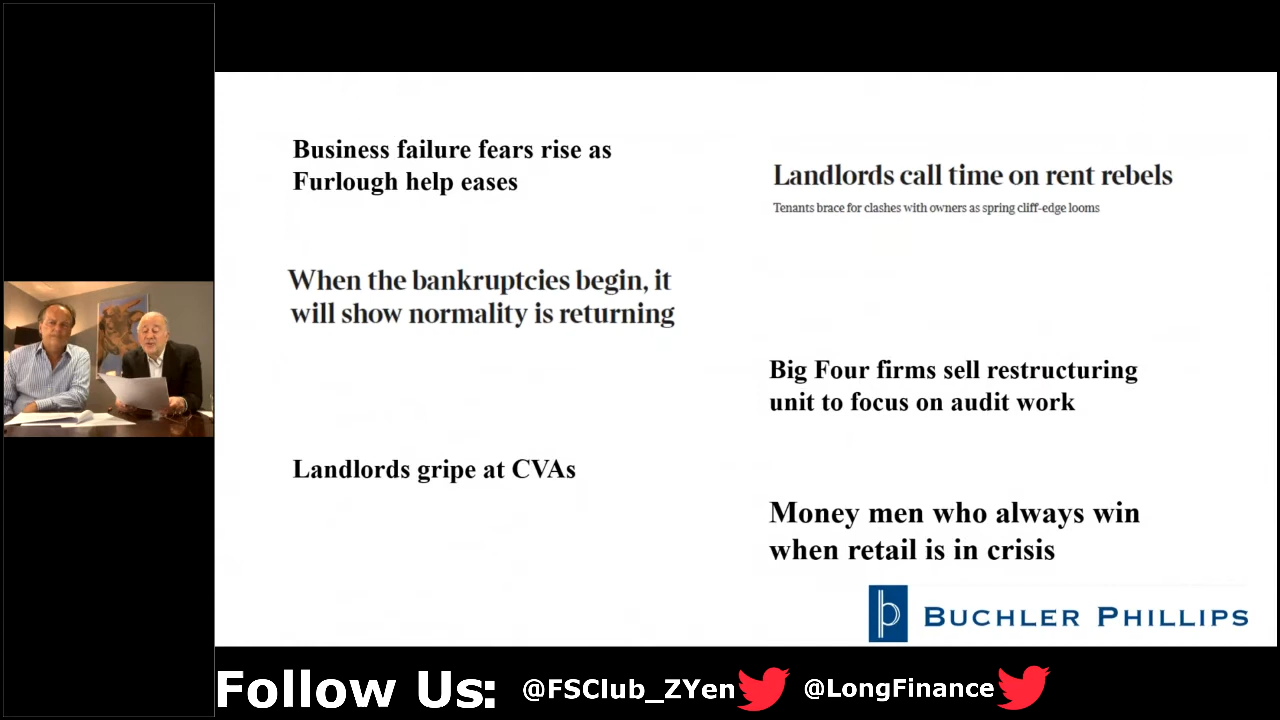 Business failure fears rise as
Furlough help eases
Landlords call time on rent rebels
Tenants brace for clashes with owners as spring cliff-edge looms
When the bankruptcies begin, it
will show normality is returning
Big Four firms sell restructuring
unit to focus on audit work
Landlords gripe at CVAs
Money men who always win
when retail is in crisis
BUCHLER PHILLIPS
Follow Us: @FSClub_ZYen @LongFinance